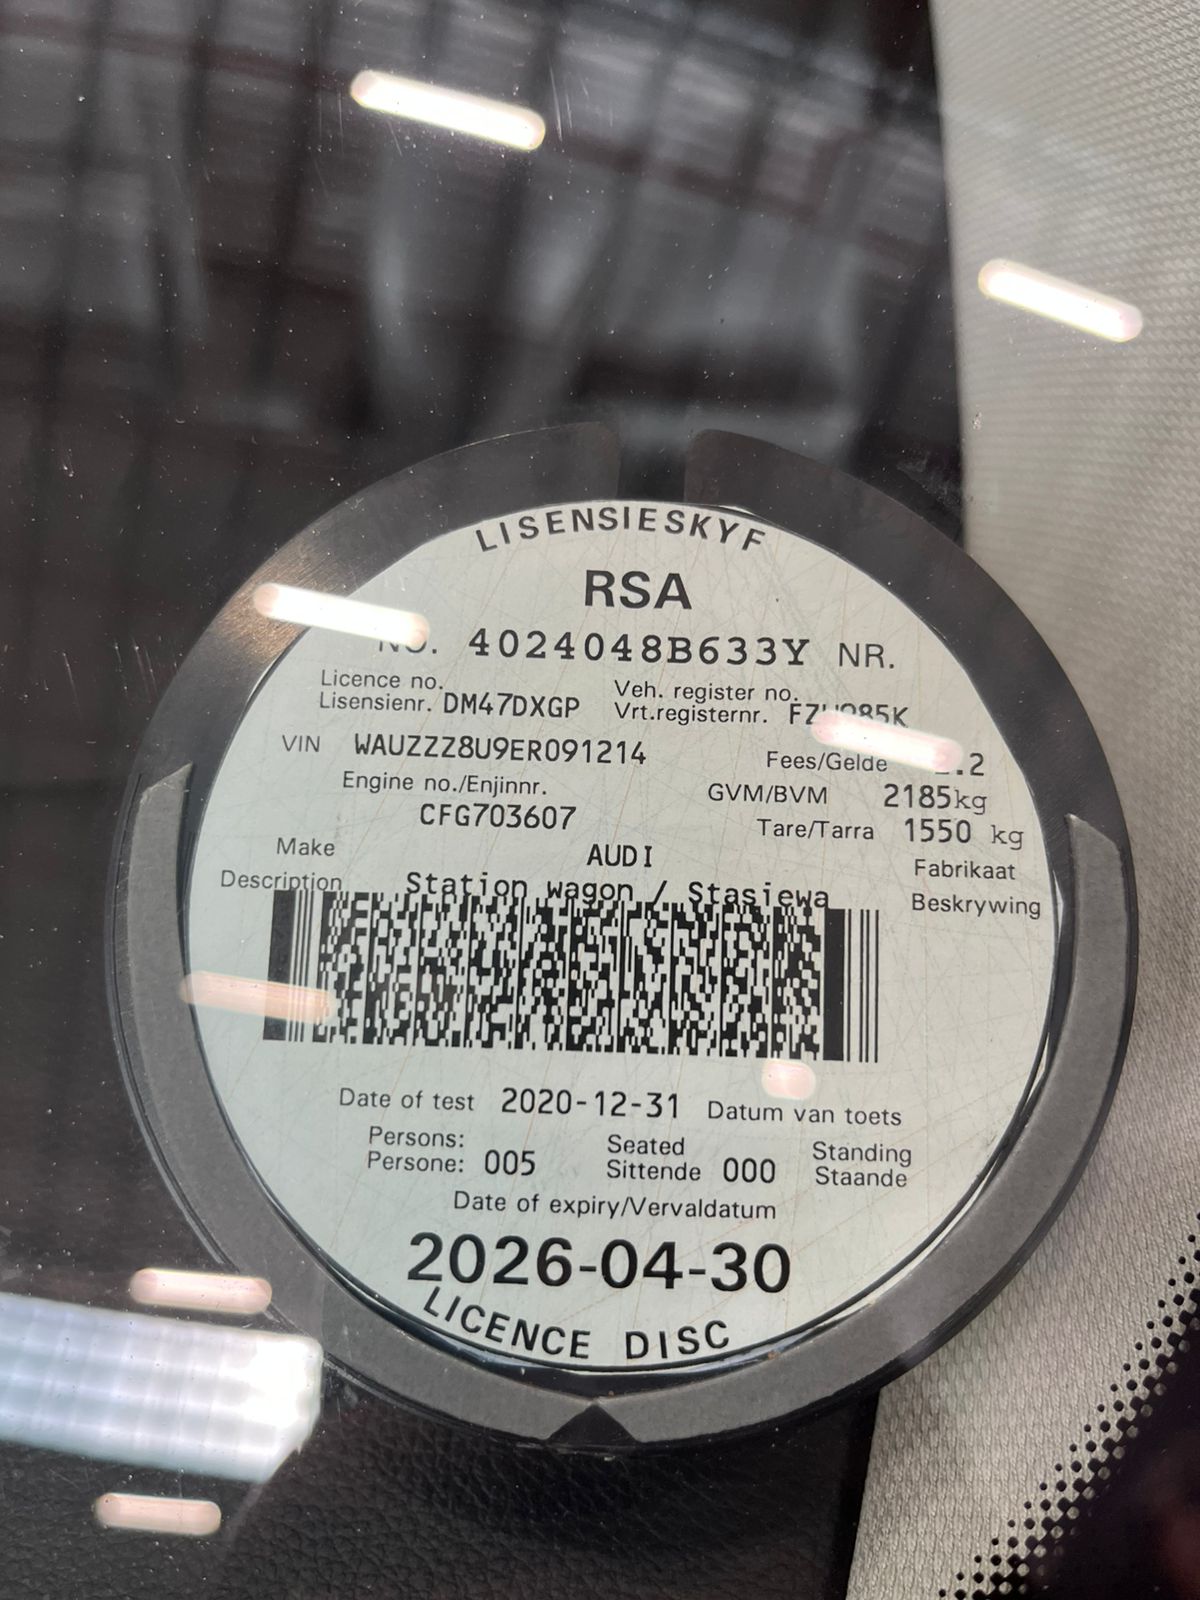 LISENSIESKYF
RSA
NO. 4024048B633Y NR.
Licence no.
Lisensienr. DM47DXGP
Veh. register no.
Vrt.registernr.
VIN WAUZZZ8U9ER091214
Fees/Gelde
Engine no./Enjinnr.
CFG703607
GVM/BVM 2185kg
Tare/Tarra 1550 kg
Make AUDI Fabrikaat
Description Station wagon / Stasiewa Beskrywing
Date of test 2020-12-31 Datum van toets
Persons: Seated Standing
Persone: 005 Sittende 000 Staande
Date of expiry/Vervaldatum
2026-04-30
LICENCE DISC